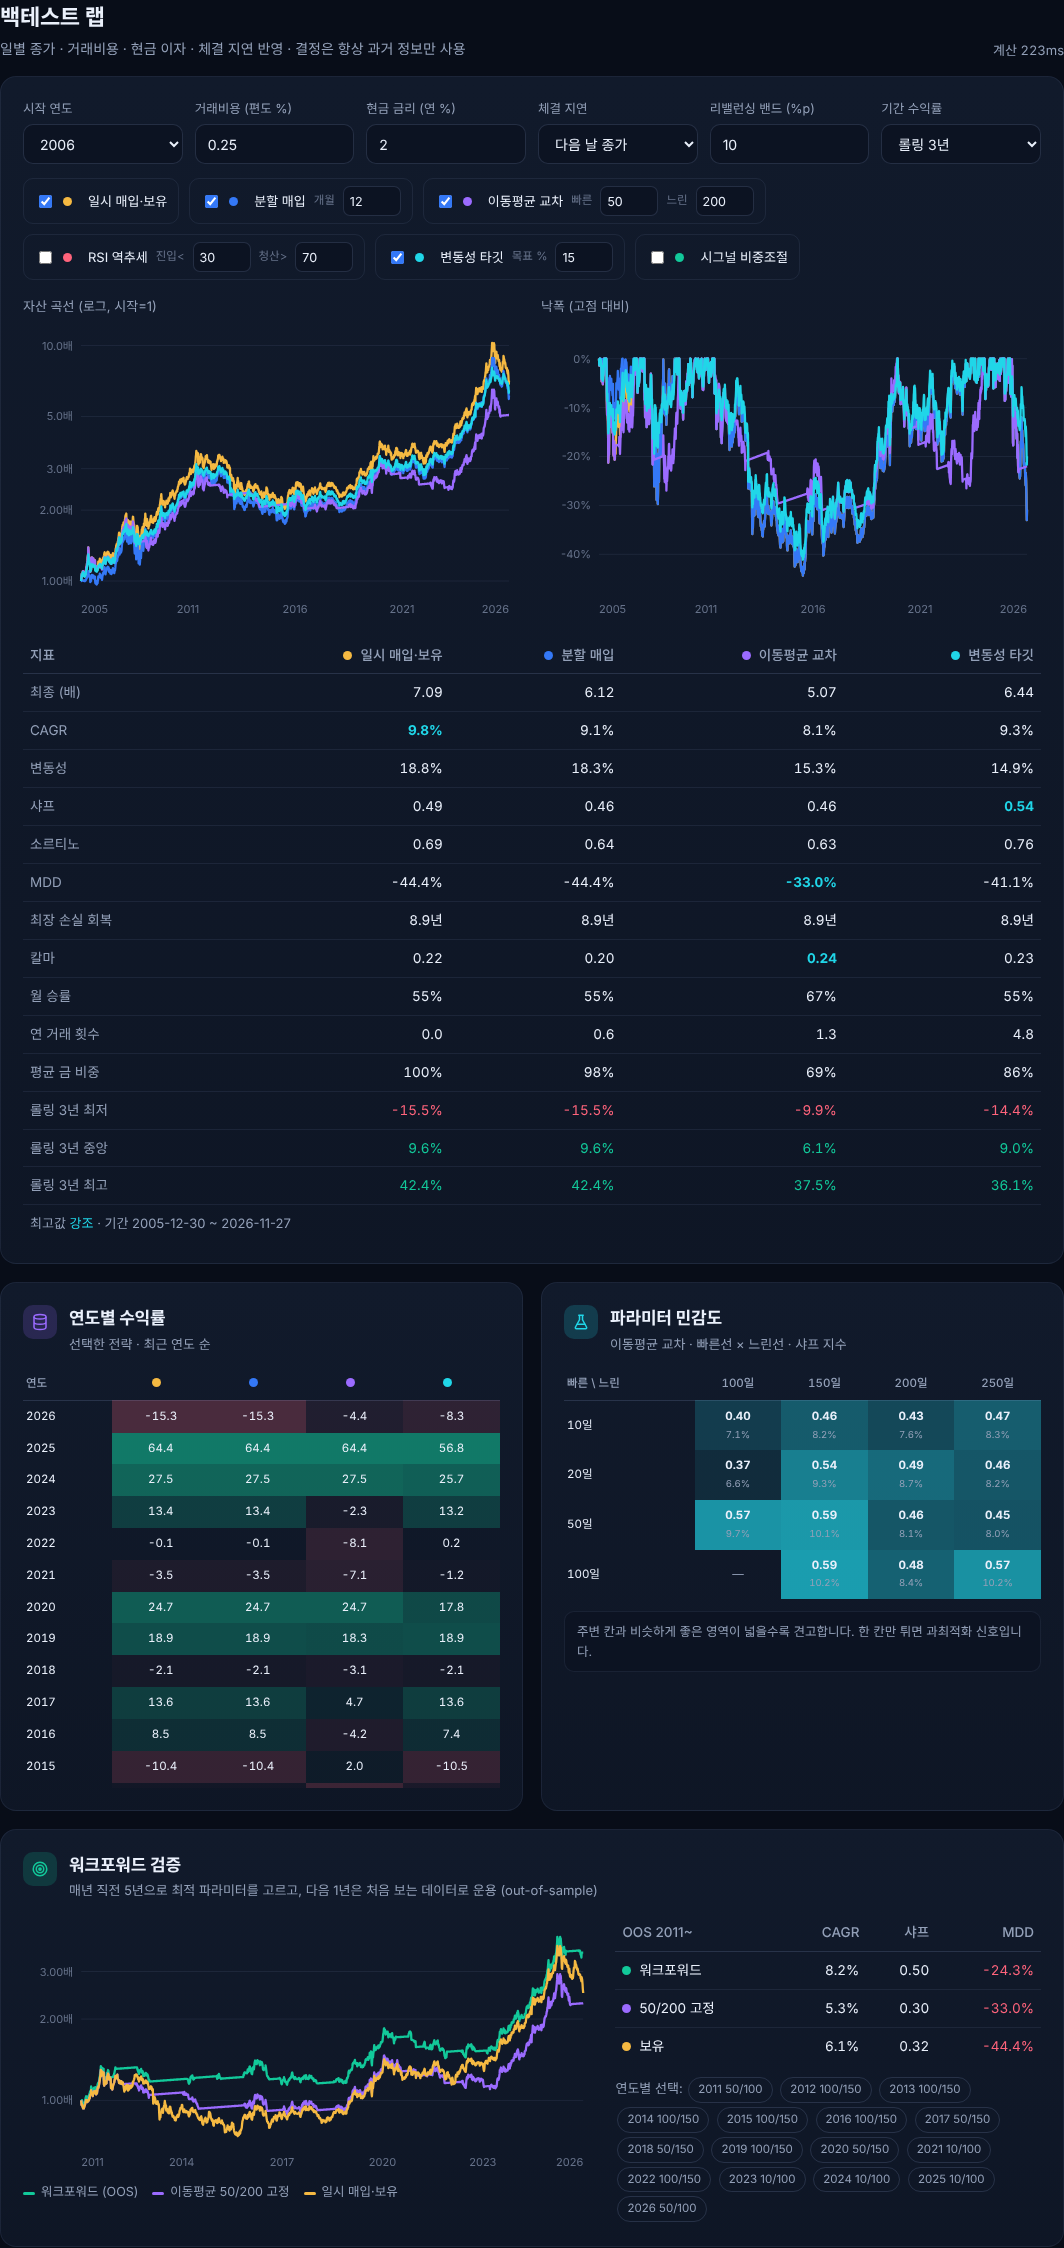 백테스트 랩
일별 종가 · 거래비용 · 현금 이자 · 체결 지연 반영 · 결정은 항상 과거 정보만 사용
계산 223ms
시작 연도 거래비용 (편도 %) 현금 금리 (연 %) 체결 지연 리밸런싱 밴드 (%p) 기간 수익률
2006 0.25 2 다음 날 종가 10 롤링 3년
일시 매입·보유 분할 매입 개월 12 이동평균 교차 빠른 50 느린 200
RSI 역추세 진입< 30 청산> 70 변동성 타깃 목표 % 15 시그널 비중조절
자산 곡선 (로그, 시작=1)
10.0배
5.0배
3.0배
2.00배
1.00배
2005 2011 2016 2021 2026
낙폭 (고점 대비)
0%
-10%
-20%
-30%
-40%
2005 2011 2016 2021 2026
지표 일시 매입·보유 분할 매입 이동평균 교차 변동성 타깃
최종 (배) 7.09 6.12 5.07 6.44
CAGR 9.8% 9.1% 8.1% 9.3%
변동성 18.8% 18.3% 15.3% 14.9%
샤프 0.49 0.46 0.46 0.54
소르티노 0.69 0.64 0.63 0.76
MDD -44.4% -44.4% -33.0% -41.1%
최장 손실 회복 8.9년 8.9년 8.9년 8.9년
칼마 0.22 0.20 0.24 0.23
월 승률 55% 55% 67% 55%
연 거래 횟수 0.0 0.6 1.3 4.8
평균 금 비중 100% 98% 69% 86%
롤링 3년 최저 -15.5% -15.5% -9.9% -14.4%
롤링 3년 중앙 9.6% 9.6% 6.1% 9.0%
롤링 3년 최고 42.4% 42.4% 37.5% 36.1%
최고값 강조 · 기간 2005-12-30 ~ 2026-11-27
연도별 수익률
선택한 전략 · 최근 연도 순
연도
2026 -15.3 -15.3 -4.4 -8.3
2025 64.4 64.4 64.4 56.8
2024 27.5 27.5 27.5 25.7
2023 13.4 13.4 -2.3 13.2
2022 -0.1 -0.1 -8.1 0.2
2021 -3.5 -3.5 -7.1 -1.2
2020 24.7 24.7 24.7 17.8
2019 18.9 18.9 18.3 18.9
2018 -2.1 -2.1 -3.1 -2.1
2017 13.6 13.6 4.7 13.6
2016 8.5 8.5 -4.2 7.4
2015 -10.4 -10.4 2.0 -10.5
파라미터 민감도
이동평균 교차 · 빠른선 × 느린선 · 샤프 지수
빠른 \ 느린 100일 150일 200일 250일
10일 0.40 0.46 0.43 0.47
7.1% 8.2% 7.6% 8.3%
20일 0.37 0.54 0.49 0.46
6.6% 9.3% 8.7% 8.2%
50일 0.57 0.59 0.46 0.45
9.7% 10.1% 8.1% 8.0%
100일 — 0.59 0.48 0.57
10.2% 8.4% 10.2%
주변 칸과 비슷하게 좋은 영역이 넓을수록 견고합니다. 한 칸만 튀면 과최적화 신호입니
다.
워크포워드 검증
매년 직전 5년으로 최적 파라미터를 고르고, 다음 1년은 처음 보는 데이터로 운용 (out-of-sample)
3.00배
2.00배
1.00배
2011 2014 2017 2020 2023 2026
워크포워드 (OOS) 이동평균 50/200 고정 일시 매입·보유
OOS 2011~ CAGR 샤프 MDD
워크포워드 8.2% 0.50 -24.3%
50/200 고정 5.3% 0.30 -33.0%
보유 6.1% 0.32 -44.4%
연도별 선택: 2011 50/100 2012 100/150 2013 100/150
2014 100/150 2015 100/150 2016 100/150 2017 50/150
2018 50/150 2019 100/150 2020 50/150 2021 10/100
2022 100/150 2023 10/100 2024 10/100 2025 10/100
2026 50/100